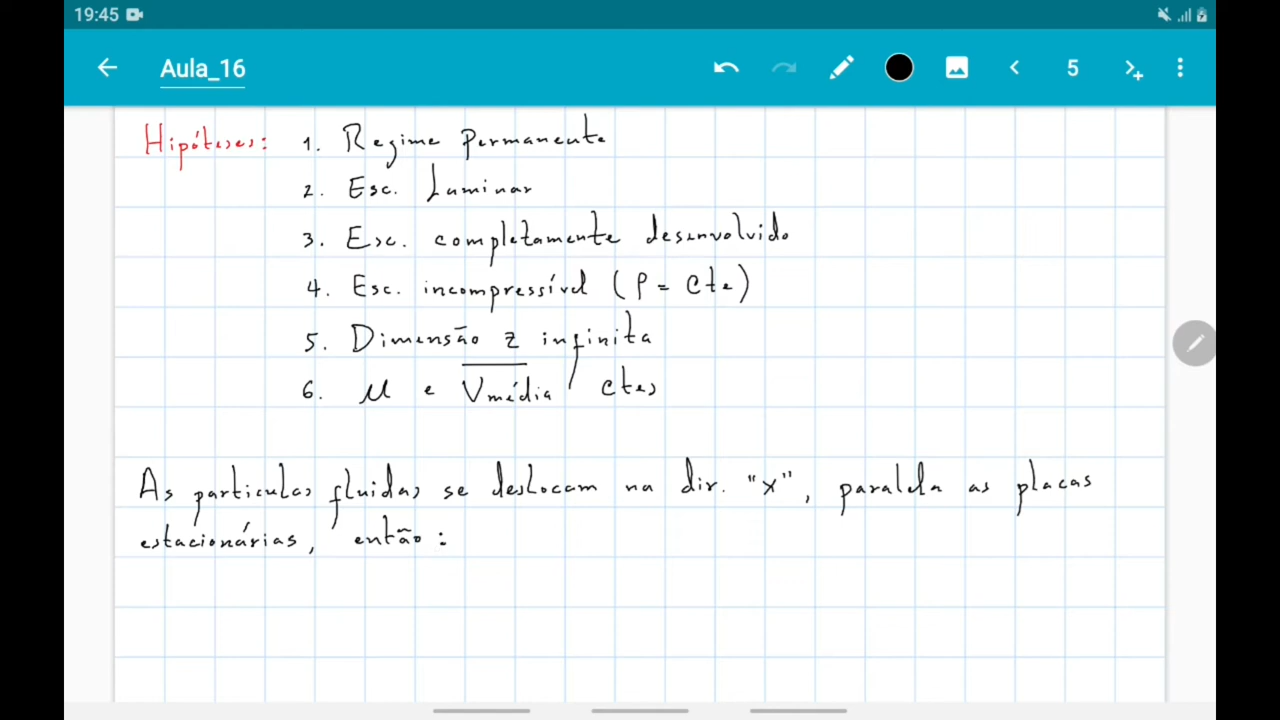 19:45
Aula_16
5
Hipóteses: 1. Regime Permanente
2. Esc. Laminar
3. Esc. completamente desenvolvido
4. Esc. incompressível (ρ = cte)
5. Dimensão z infinita
6. μ e Vmédia ctes
As particulas fluidas se deslocam na dir. "x", paralela as placas
estacionárias, então: